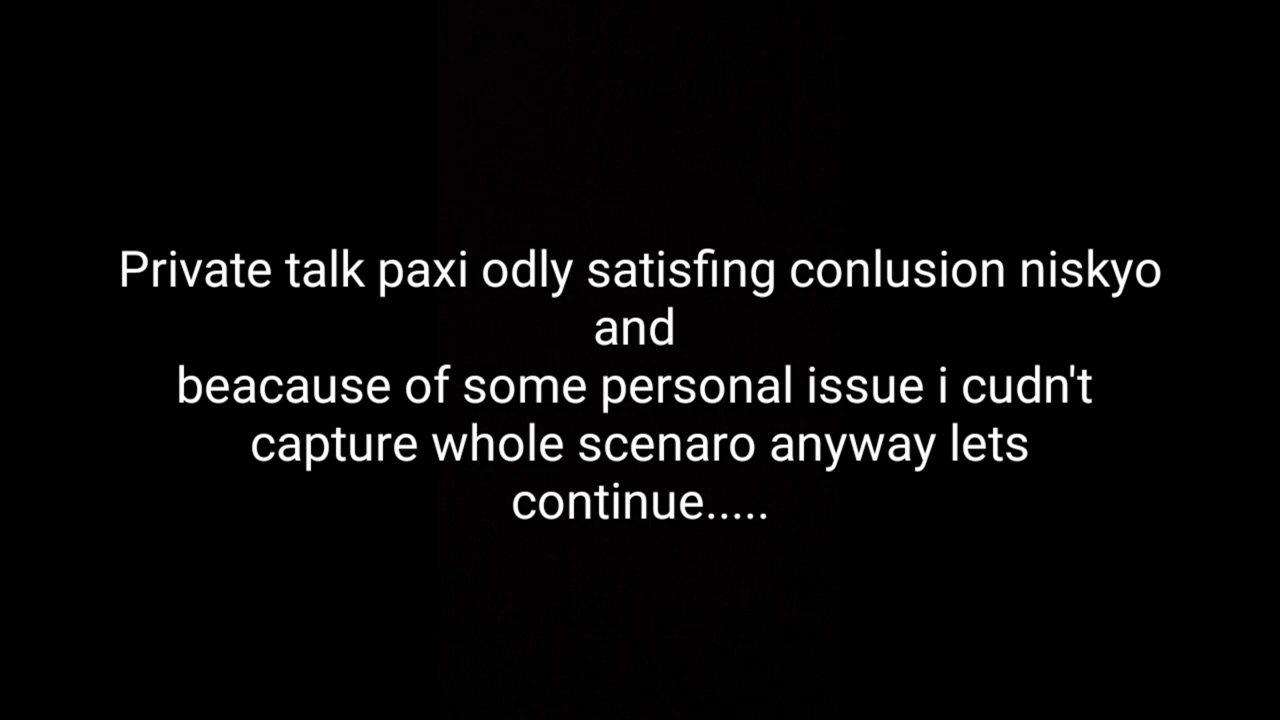 Private talk paxi odly satisfing conlusion niskyo
and
beacause of some personal issue i cudn't
capture whole scenaro anyway lets
continue.....